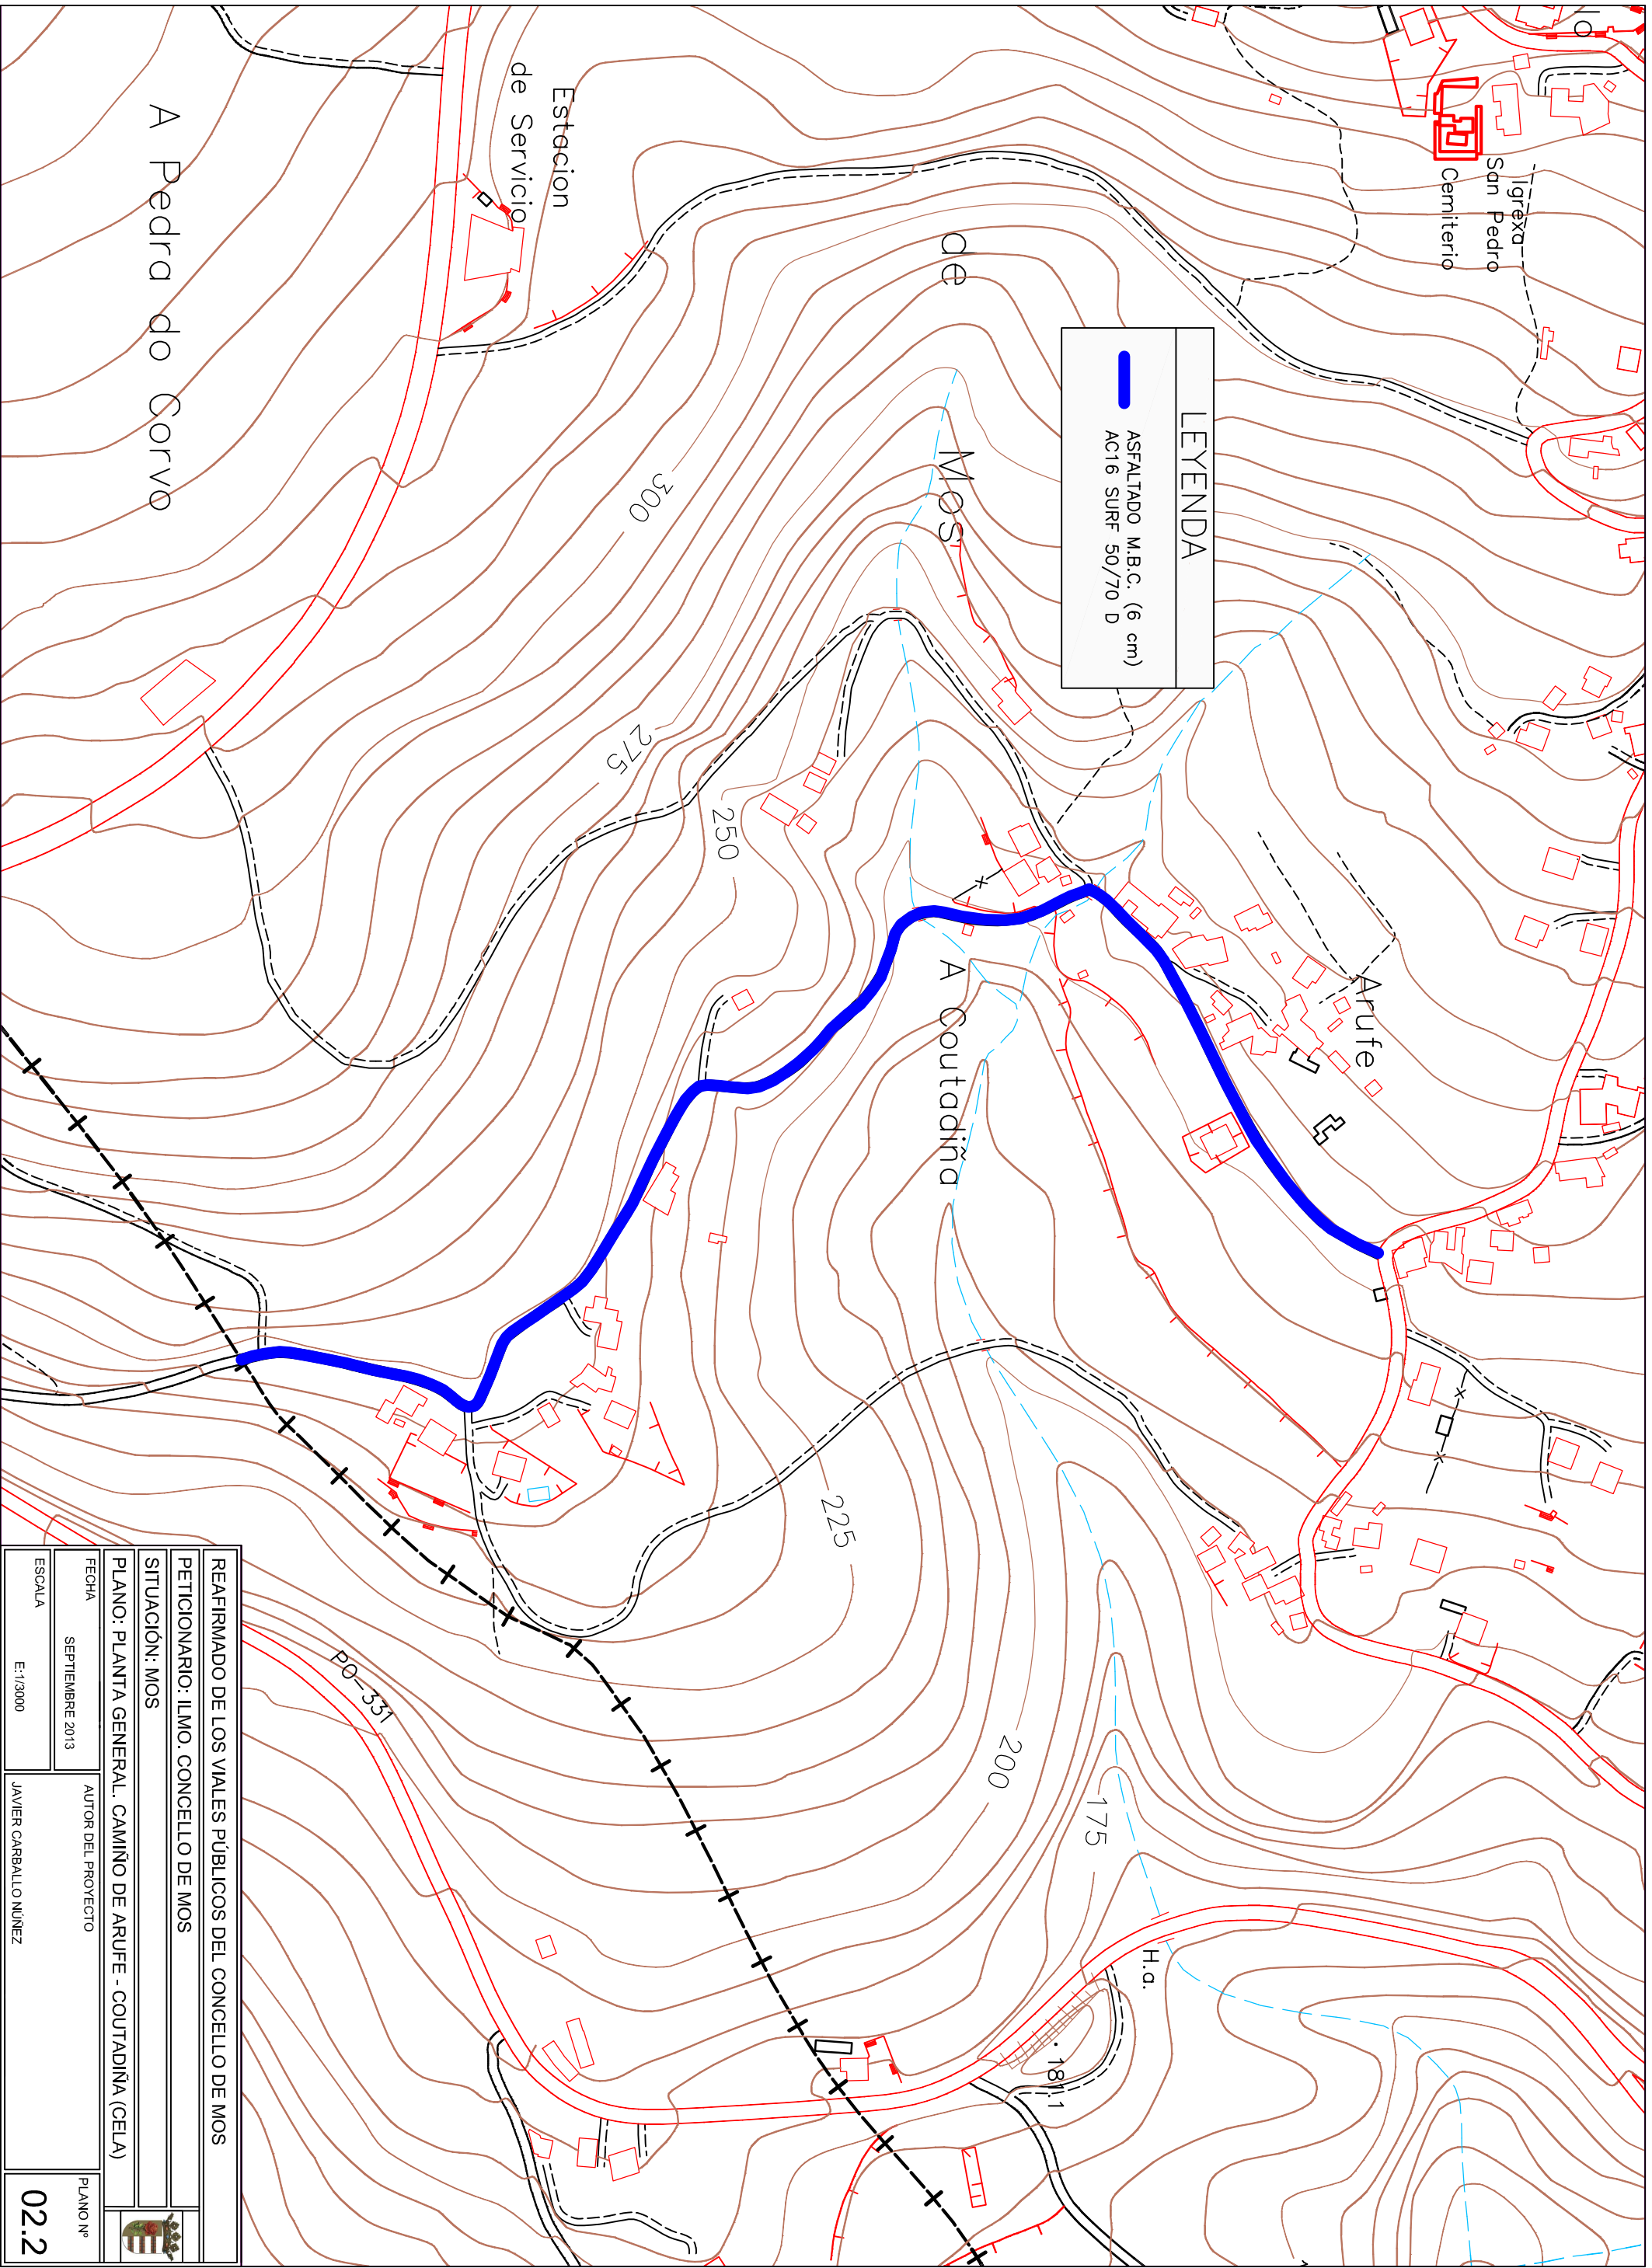 lo
Igrexa
San Pedro
Cemiterio
Estacion
de Servicio
A Pedra do Corvo
de Mos
LEYENDA
ASFALTADO M.B.C. (6 cm)
AC16 SURF 50/70 D
300
275
250
Arufe
A Coutadiña
225
200
175
H.a.
181.1
PO-331
REAFIRMADO DE LOS VIALES PÚBLICOS DEL CONCELLO DE MOS
PETICIONARIO: ILMO. CONCELLO DE MOS
SITUACIÓN: MOS
PLANO: PLANTA GENERAL. CAMIÑO DE ARUFE - COUTADIÑA (CELA)
FECHA
SEPTIEMBRE 2013
AUTOR DEL PROYECTO
PLANO Nº
ESCALA
E:1/3000
JAVIER CARBALLO NÚÑEZ
02.2